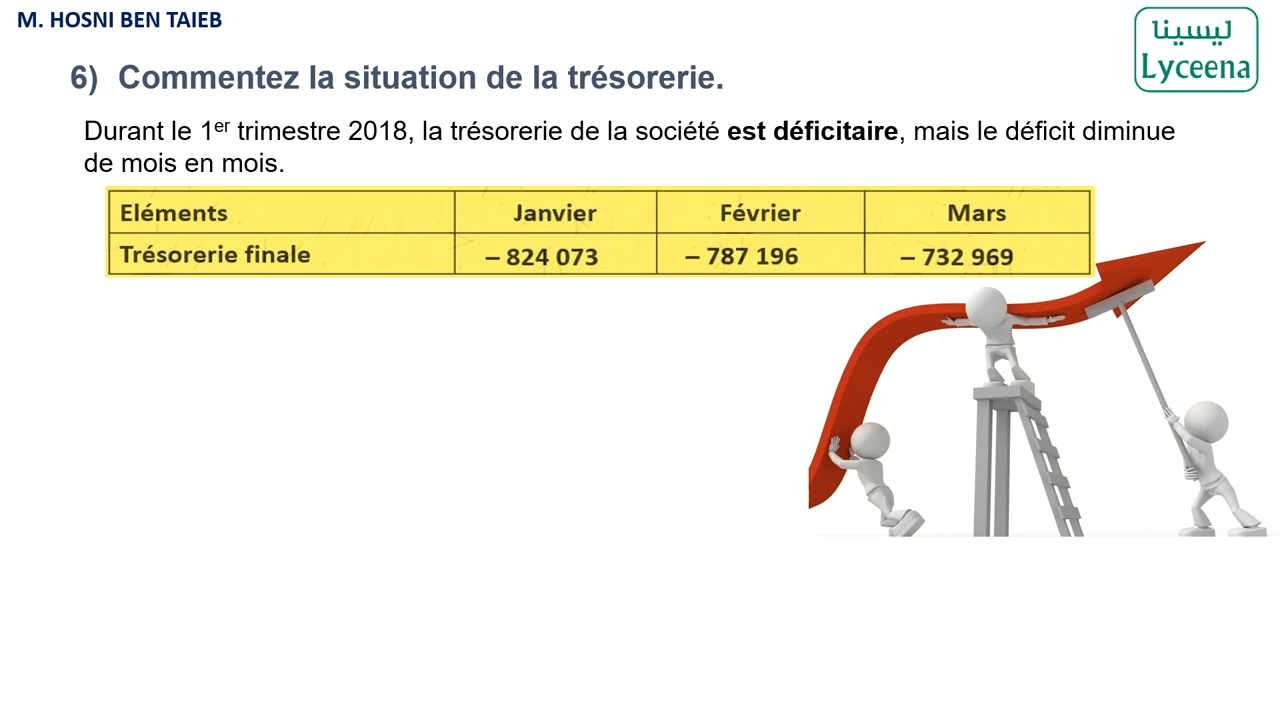 M. HOSNI BEN TAIEB
ليسينا
Lyceena
6) Commentez la situation de la trésorerie.
Durant le 1er trimestre 2018, la trésorerie de la société est déficitaire, mais le déficit diminue
de mois en mois.
Eléments Janvier Février Mars
Trésorerie finale – 824 073 – 787 196 – 732 969